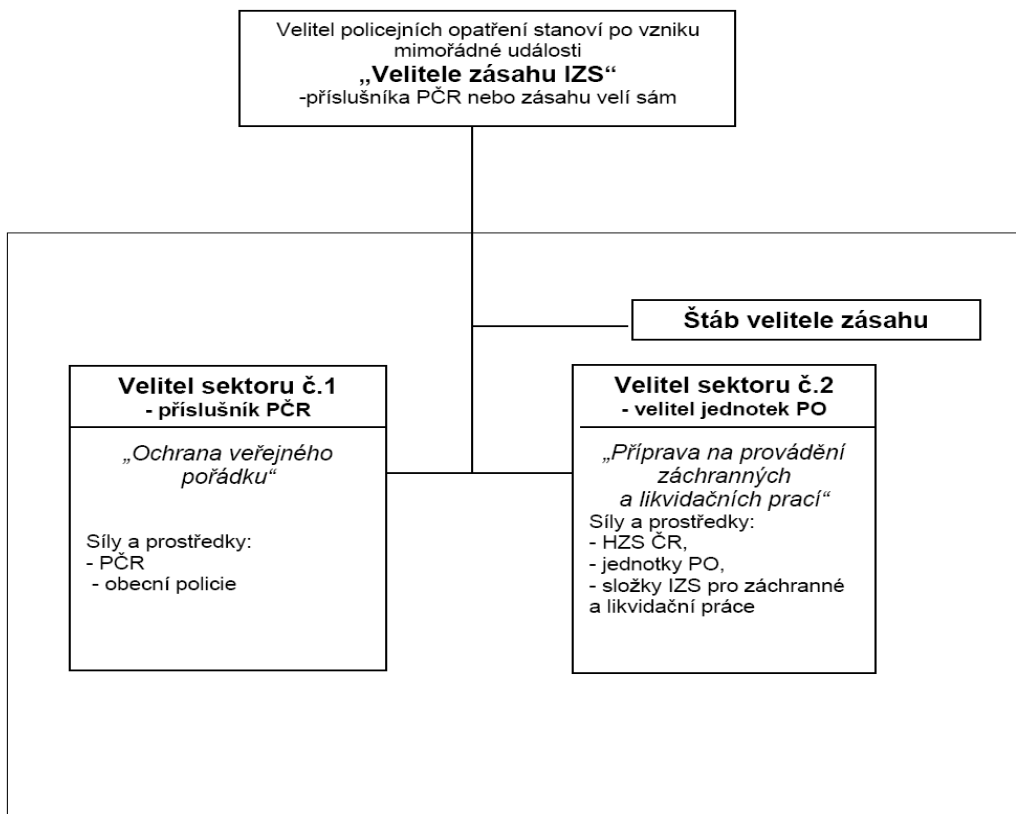 Velitel policejních opatření stanoví po vzniku
mimořádné události
„Velitele zásahu IZS“
-příslušníka PČR nebo zásahu velí sám
Štáb velitele zásahu
Velitel sektoru č.1
- příslušník PČR
„Ochrana veřejného
pořádku“
Síly a prostředky:
- PČR
- obecní policie
Velitel sektoru č.2
- velitel jednotek PO
„Příprava na provádění
záchranných
a likvidačních prací“
Síly a prostředky:
- HZS ČR,
- jednotky PO,
- složky IZS pro záchranné
a likvidační práce